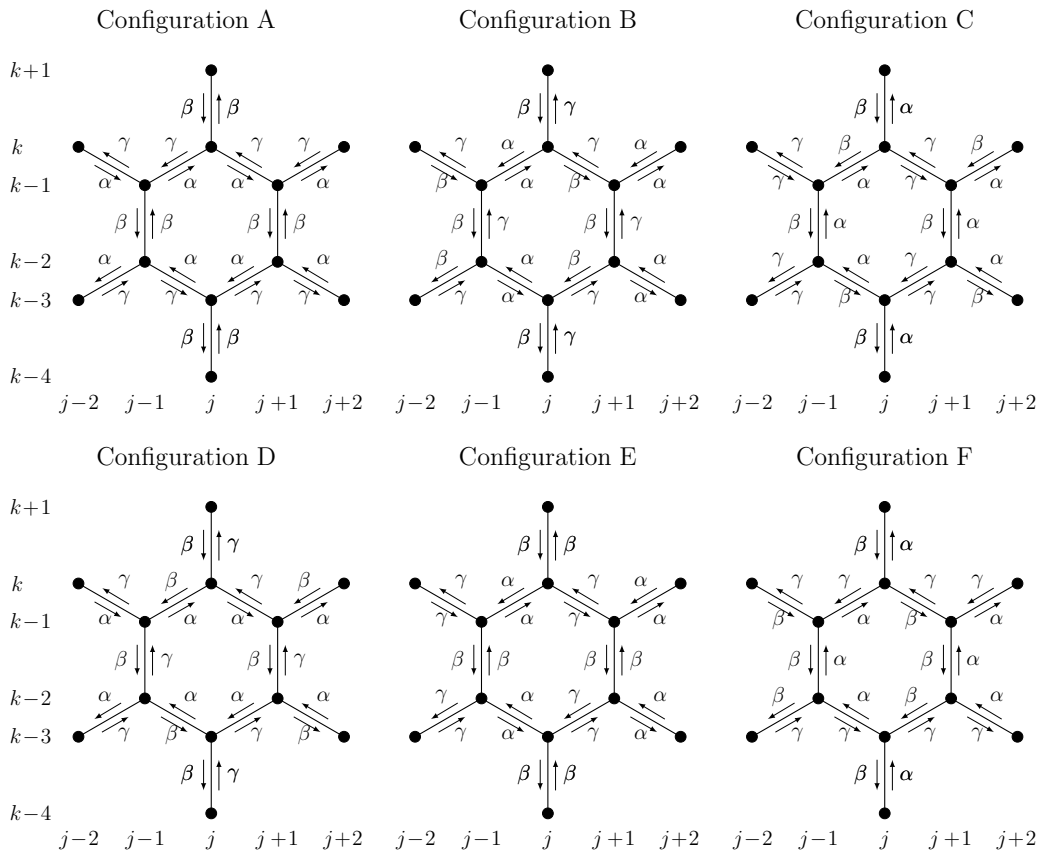 Configuration A Configuration B Configuration C
k+1
β β β γ β α
k γ γ γ γ γ α γ α γ β γ β
k−1 α α α α β α β α γ α γ α
β β β β β γ β γ β α β α
k−2 α α α α β α β α γ α γ α
k−3 γ γ γ γ γ α γ α γ β γ β
β β β γ β α
k−4
j−2 j−1 j j+1 j+2 j−2 j−1 j j+1 j+2 j−2 j−1 j j+1 j+2
Configuration D Configuration E Configuration F
k+1
β γ β β β α
k γ β γ β γ α γ α γ γ γ γ
k−1 α α α α γ α γ α β α β α
β γ β γ β β β β β α β α
k−2 α α α α γ α γ α β α β α
k−3 γ β γ β γ α γ α γ γ γ γ
β γ β β β α
k−4
j−2 j−1 j j+1 j+2 j−2 j−1 j j+1 j+2 j−2 j−1 j j+1 j+2